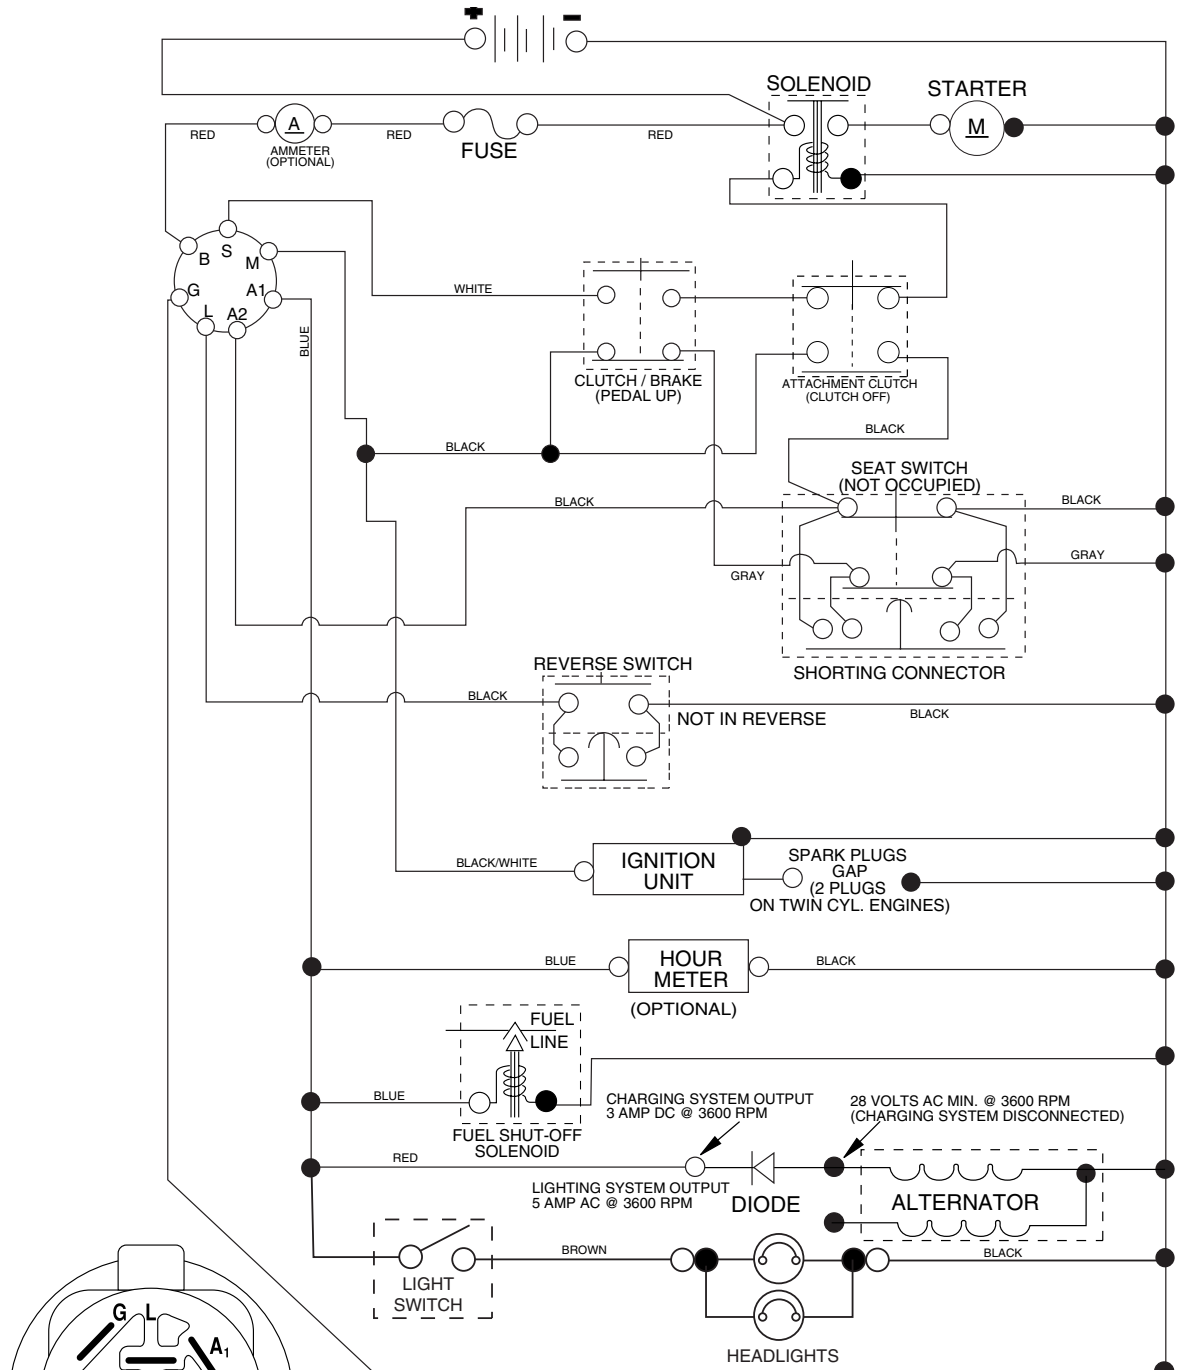 SOLENOID
STARTER
A
M
RED
RED
RED
AMMETER
(OPTIONAL)
FUSE
B
S
M
G
A1
L
A2
WHITE
BLUE
CLUTCH / BRAKE
(PEDAL UP)
ATTACHMENT CLUTCH
(CLUTCH OFF)
BLACK
BLACK
SEAT SWITCH
(NOT OCCUPIED)
BLACK
BLACK
GRAY
GRAY
SHORTING CONNECTOR
REVERSE SWITCH
BLACK
NOT IN REVERSE
BLACK
BLACK/WHITE
IGNITION
UNIT
SPARK PLUGS
GAP
(2 PLUGS
ON TWIN CYL. ENGINES)
BLUE
HOUR
METER
BLACK
(OPTIONAL)
FUEL
LINE
BLUE
FUEL SHUT-OFF
SOLENOID
CHARGING SYSTEM OUTPUT
3 AMP DC @ 3600 RPM
28 VOLTS AC MIN. @ 3600 RPM
(CHARGING SYSTEM DISCONNECTED)
RED
LIGHTING SYSTEM OUTPUT
5 AMP AC @ 3600 RPM
DIODE
ALTERNATOR
BROWN
BLACK
LIGHT
SWITCH
HEADLIGHTS
G L
A1